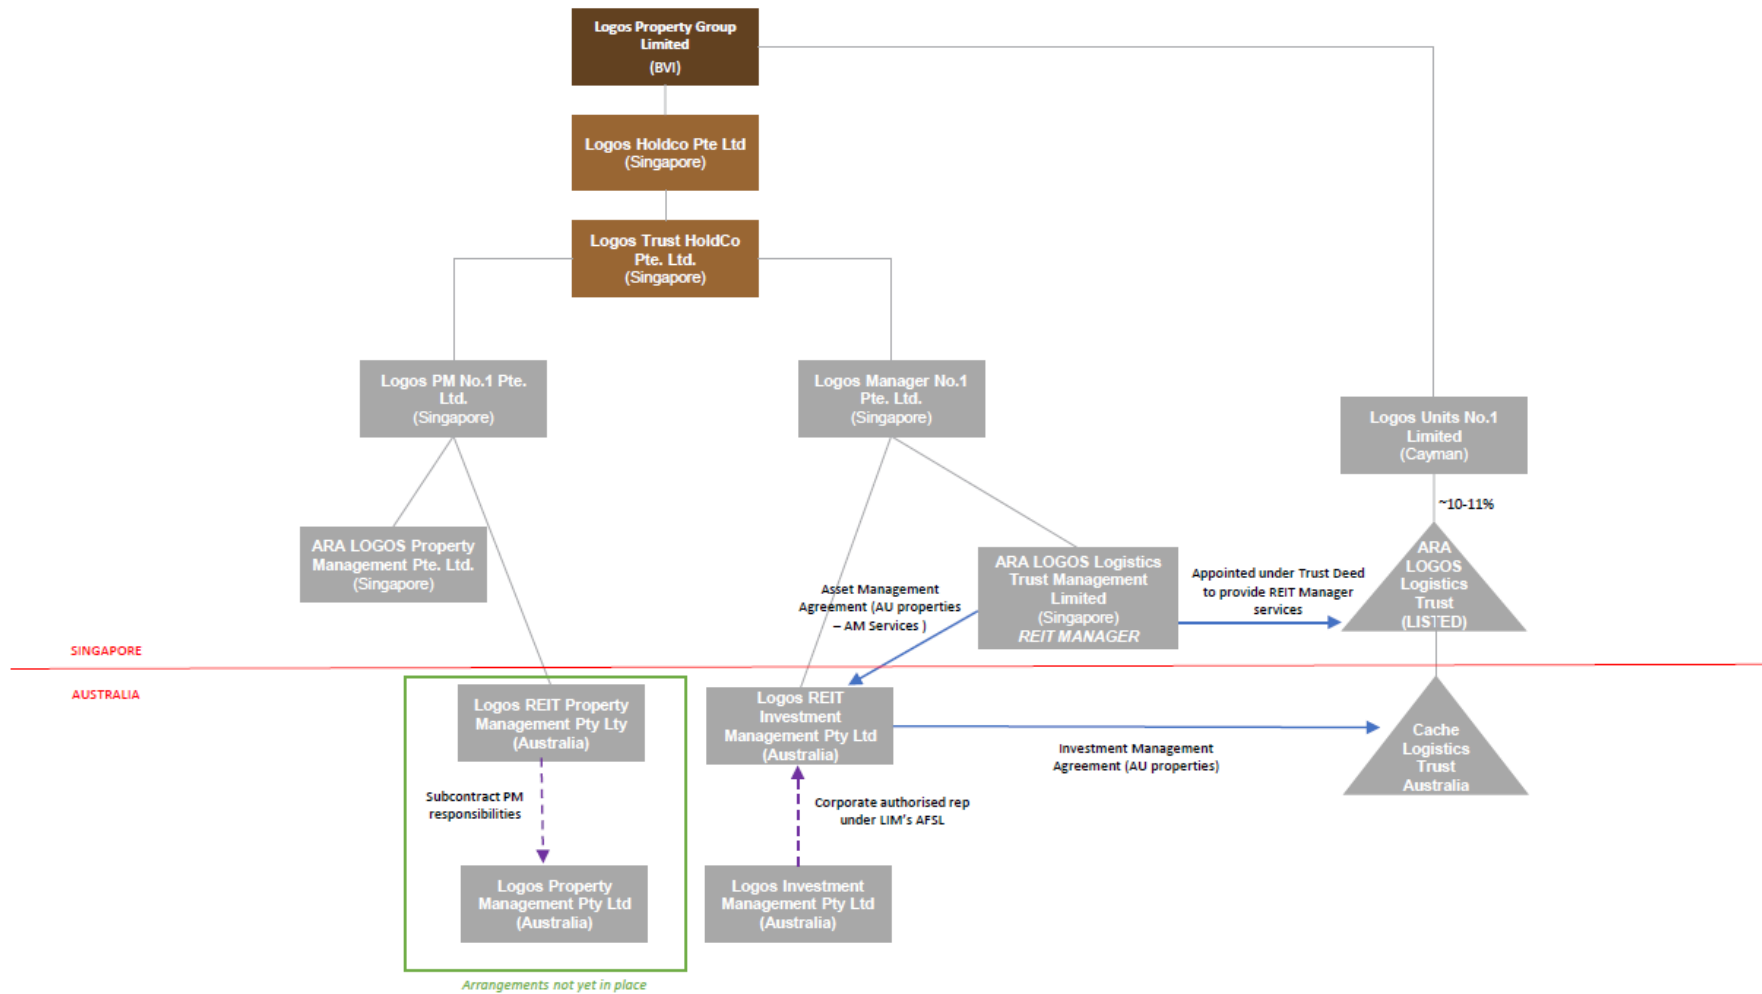 Logos Property Group
Limited
(BVI)
Logos Holdco Pte Ltd
(Singapore)
Logos Trust HoldCo
Pte. Ltd.
(Singapore)
Logos PM No.1 Pte.
Ltd.
(Singapore)
Logos Manager No.1
Pte. Ltd.
(Singapore)
Logos Units No.1
Limited
(Cayman)
~10-11%
ARA LOGOS Property
Management Pte. Ltd.
(Singapore)
Asset Management
Agreement (AU properties
– AM Services )
ARA LOGOS Logistics
Trust Management
Limited
(Singapore)
REIT MANAGER
Appointed under Trust Deed
to provide REIT Manager
services
ARA
LOGOS
Logistics
Trust
(LISTED)
SINGAPORE
AUSTRALIA
Logos REIT Property
Management Pty Lty
(Australia)
Subcontract PM
responsibilities
Logos Property
Management Pty Ltd
(Australia)
Arrangements not yet in place
Logos REIT
Investment
Management Pty Ltd
(Australia)
Corporate authorised rep
under LIM's AFSL
Logos Investment
Management Pty Ltd
(Australia)
Investment Management
Agreement (AU properties)
Cache
Logistics
Trust
Australia